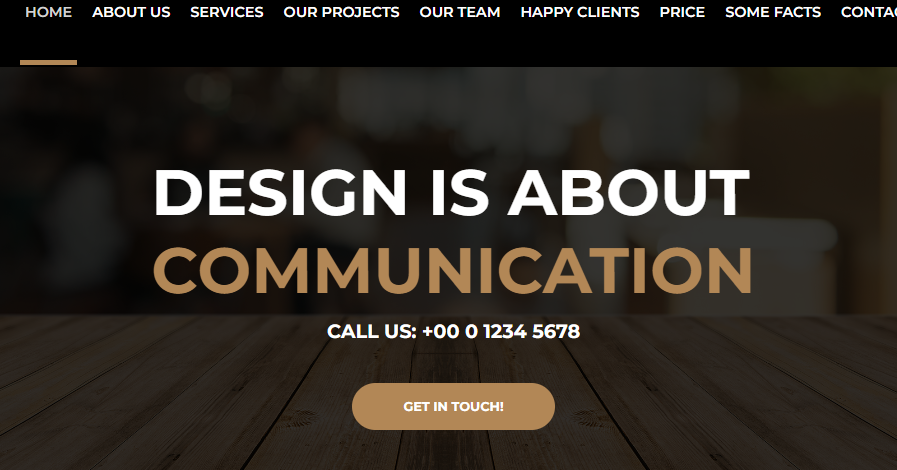 HOME ABOUT US SERVICES OUR PROJECTS OUR TEAM HAPPY CLIENTS PRICE SOME FACTS CONTAC
DESIGN IS ABOUT
COMMUNICATION
CALL US: +00 0 1234 5678
GET IN TOUCH!